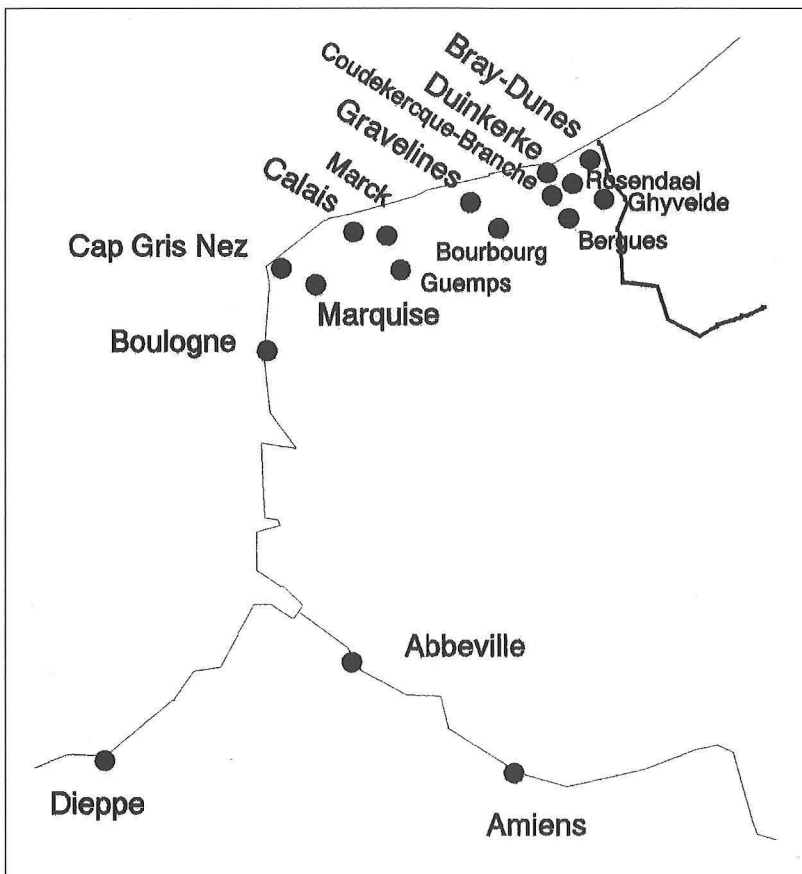 Bray-Dunes
Duinkerke
Coudekercque-Branche
Gravelines
Marck
Calais
Rosendael
Ghyvelde
Bergues
Bourbourg
Guemps
Cap Gris Nez
Marquise
Boulogne
Abbeville
Dieppe
Amiens